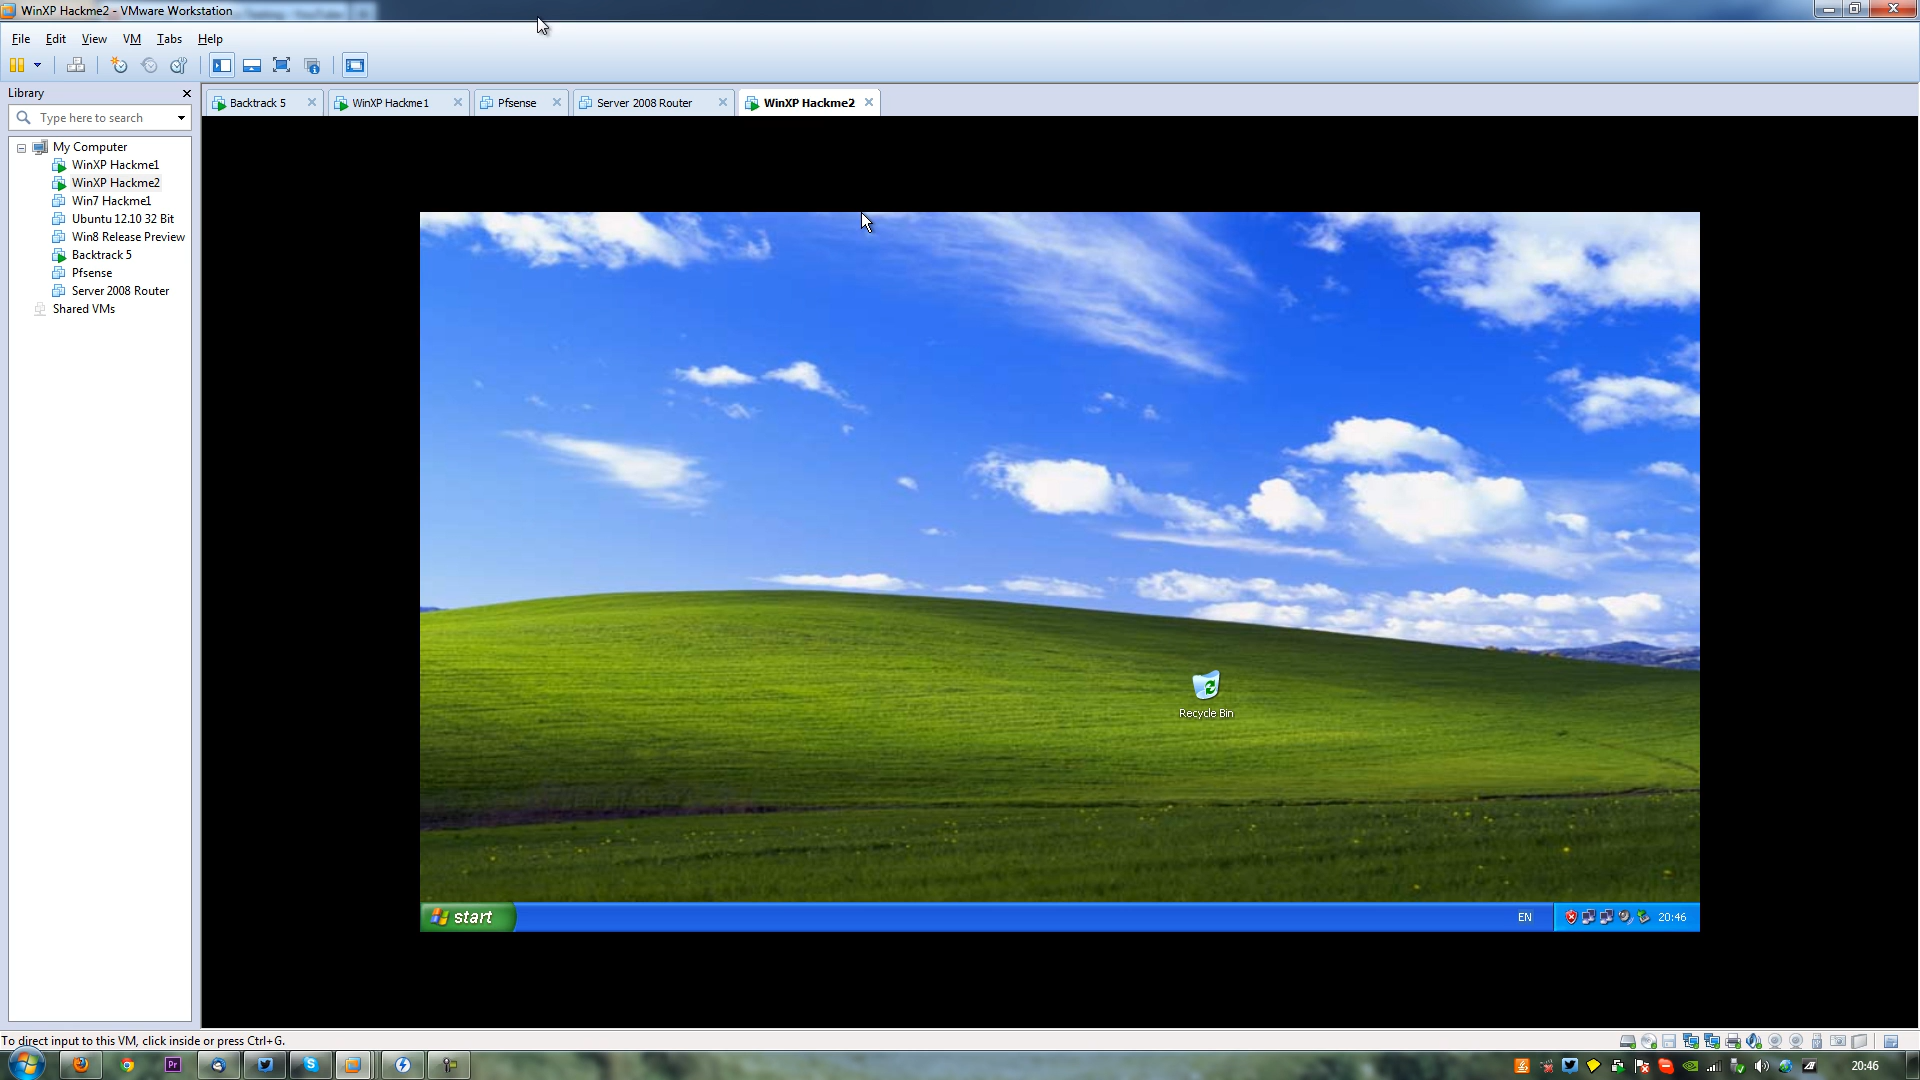 WinXP Hackme2 - VMware Workstation
File Edit View VM Tabs Help
Library
Backtrack 5 WinXP Hackme1 Pfsense Server 2008 Router WinXP Hackme2
Type here to search
My Computer
WinXP Hackme1
WinXP Hackme2
Win7 Hackme1
Ubuntu 12.10 32 Bit
Win8 Release Preview
Backtrack 5
Pfsense
Server 2008 Router
Shared VMs
Recycle Bin
start EN 20:46
To direct input to this VM, click inside or press Ctrl+G.
Pr 20:46